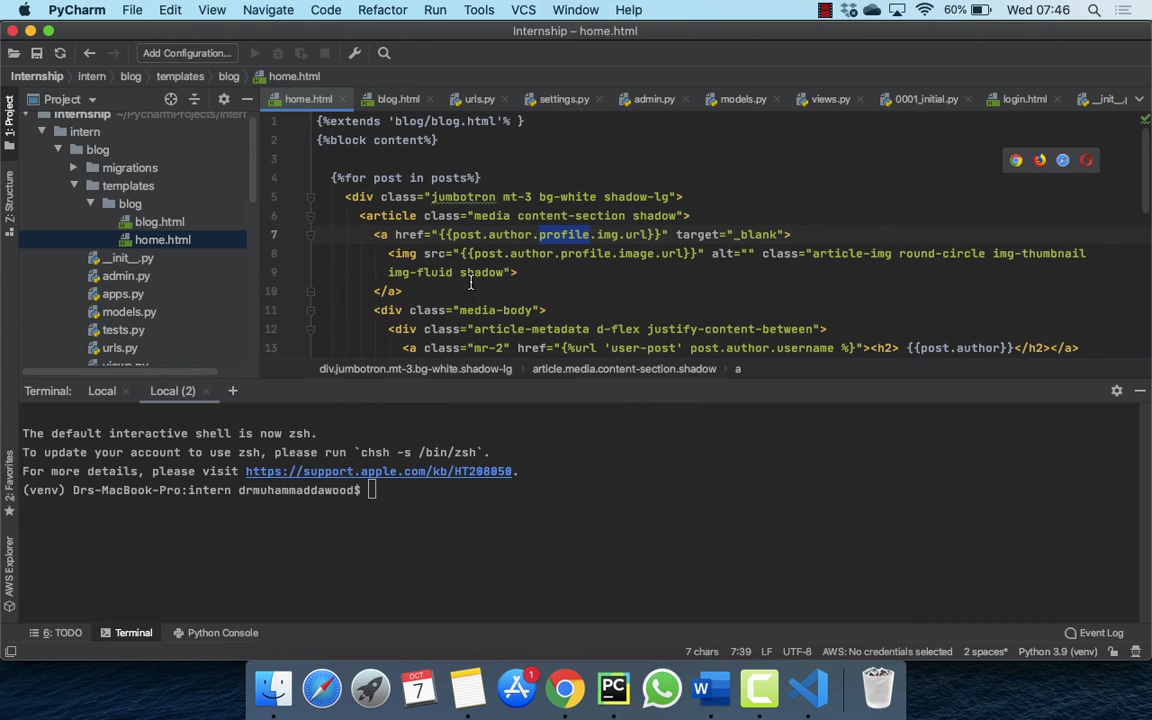 PyCharm File Edit View Navigate Code Refactor Run Tools VCS Window Help 60% Wed 07:46
Internship – home.html
Add Configuration...
Internship intern blog templates blog home.html
1: Project
Z: Structure
2: Favorites
AWS Explorer
Project
Internship ~/PycharmProjects/intern
intern
blog
migrations
templates
blog
blog.html
home.html
__init__.py
admin.py
apps.py
models.py
tests.py
urls.py
views.py
home.html blog.html urls.py settings.py admin.py models.py views.py 0001_initial.py login.html __init__.
1 {%extends 'blog/blog.html'% }
2 {%block content%}
3
4 {%for post in posts%}
5 <div class="jumbotron mt-3 bg-white shadow-lg">
6 <article class="media content-section shadow">
7 <a href="{{post.author.profile.img.url}}" target="_blank">
8 <img src="{{post.author.profile.image.url}}" alt="" class="article-img round-circle img-thumbnail
9 img-fluid shadow">
10 </a>
11 <div class="media-body">
12 <div class="article-metadata d-flex justify-content-between">
13 <a class="mr-2" href="{%url 'user-post' post.author.username %}"><h2> {{post.author}}</h2></a>
div.jumbotron.mt-3.bg-white.shadow-lg article.media.content-section.shadow a
Terminal: Local Local (2)
The default interactive shell is now zsh.
To update your account to use zsh, please run `chsh -s /bin/zsh`.
For more details, please visit https://support.apple.com/kb/HT208050.
(venv) Drs-MacBook-Pro:intern drmuhammaddawood$
6: TODO Terminal Python Console Event Log
7 chars 7:39 LF UTF-8 AWS: No credentials selected 2 spaces* Python 3.9 (venv)
OCT
7
1
PC
W
C